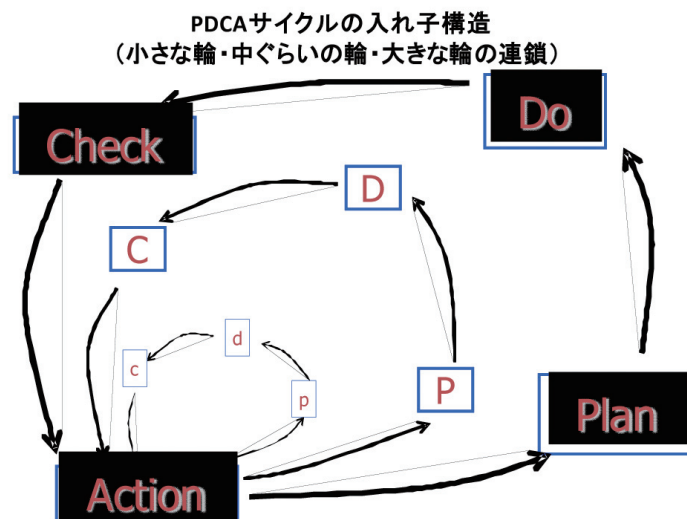 PDCAサイクルの入れ子構造
（小さな輪・中ぐらいの輪・大きな輪の連鎖）
Do
Check
D
C
d
c
p
P
Plan
Action